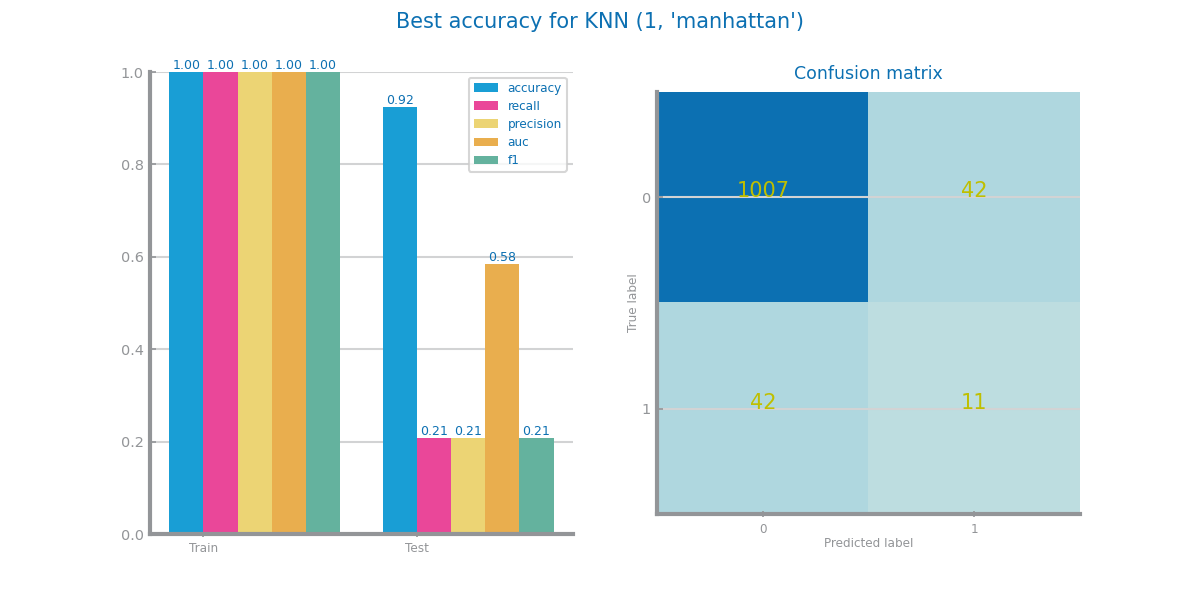 Best accuracy for KNN (1, 'manhattan')
1.00 1.00 1.00 1.00 1.00
1.0
0.92
accuracy
recall
precision
auc
f1
0.8
0.6
0.58
0.4
0.21 0.21 0.21
0.2
0.0
Train Test
Confusion matrix
True label
0 1007 42
1 42 11
0 1
Predicted label